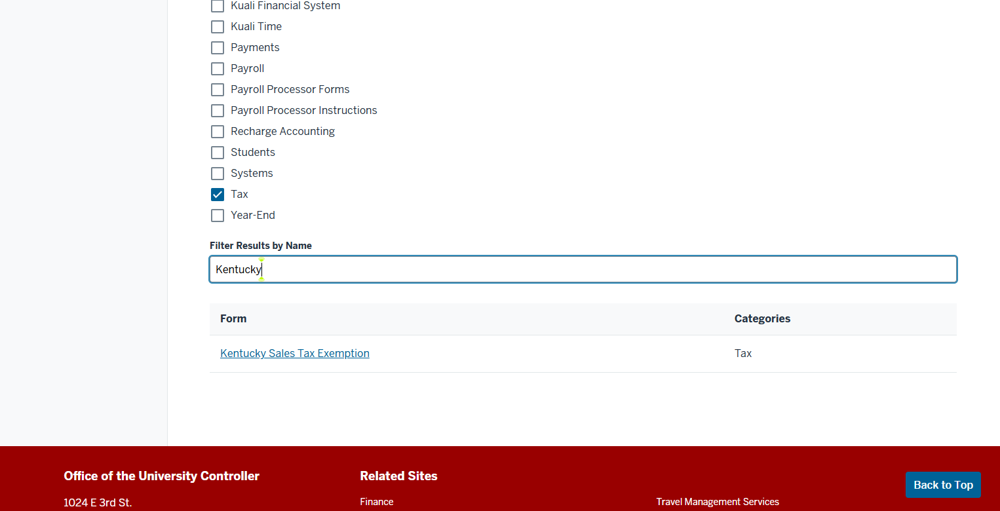 Kuali Financial System
Kuali Time
Payments
Payroll
Payroll Processor Forms
Payroll Processor Instructions
Recharge Accounting
Students
Systems
Tax
Year-End
Filter Results by Name
Kentucky
Form Categories
Kentucky Sales Tax Exemption Tax
Office of the University Controller Related Sites
Back to Top
1024 E 3rd St. Finance Travel Management Services